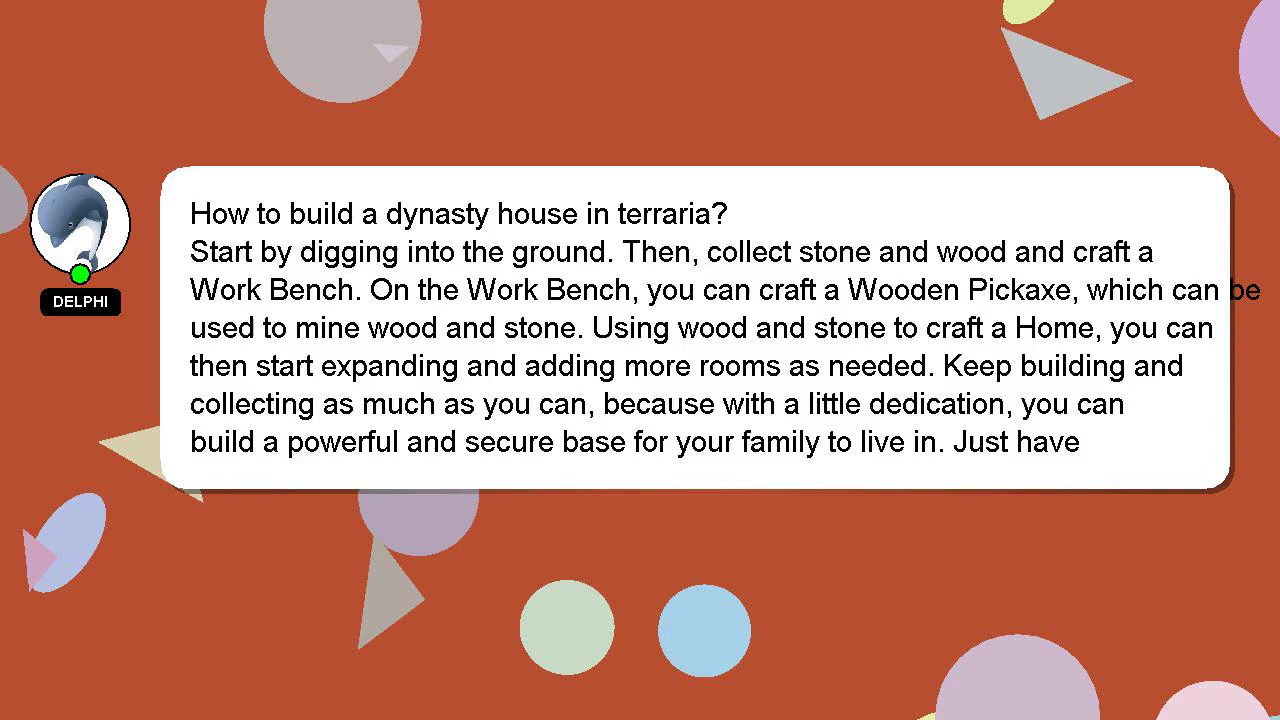 How to build a dynasty house in terraria?
Start by digging into the ground. Then, collect stone and wood and craft a
Work Bench. On the Work Bench, you can craft a Wooden Pickaxe, which can be
used to mine wood and stone. Using wood and stone to craft a Home, you can
then start expanding and adding more rooms as needed. Keep building and
collecting as much as you can, because with a little dedication, you can
build a powerful and secure base for your family to live in. Just have
DELPHI